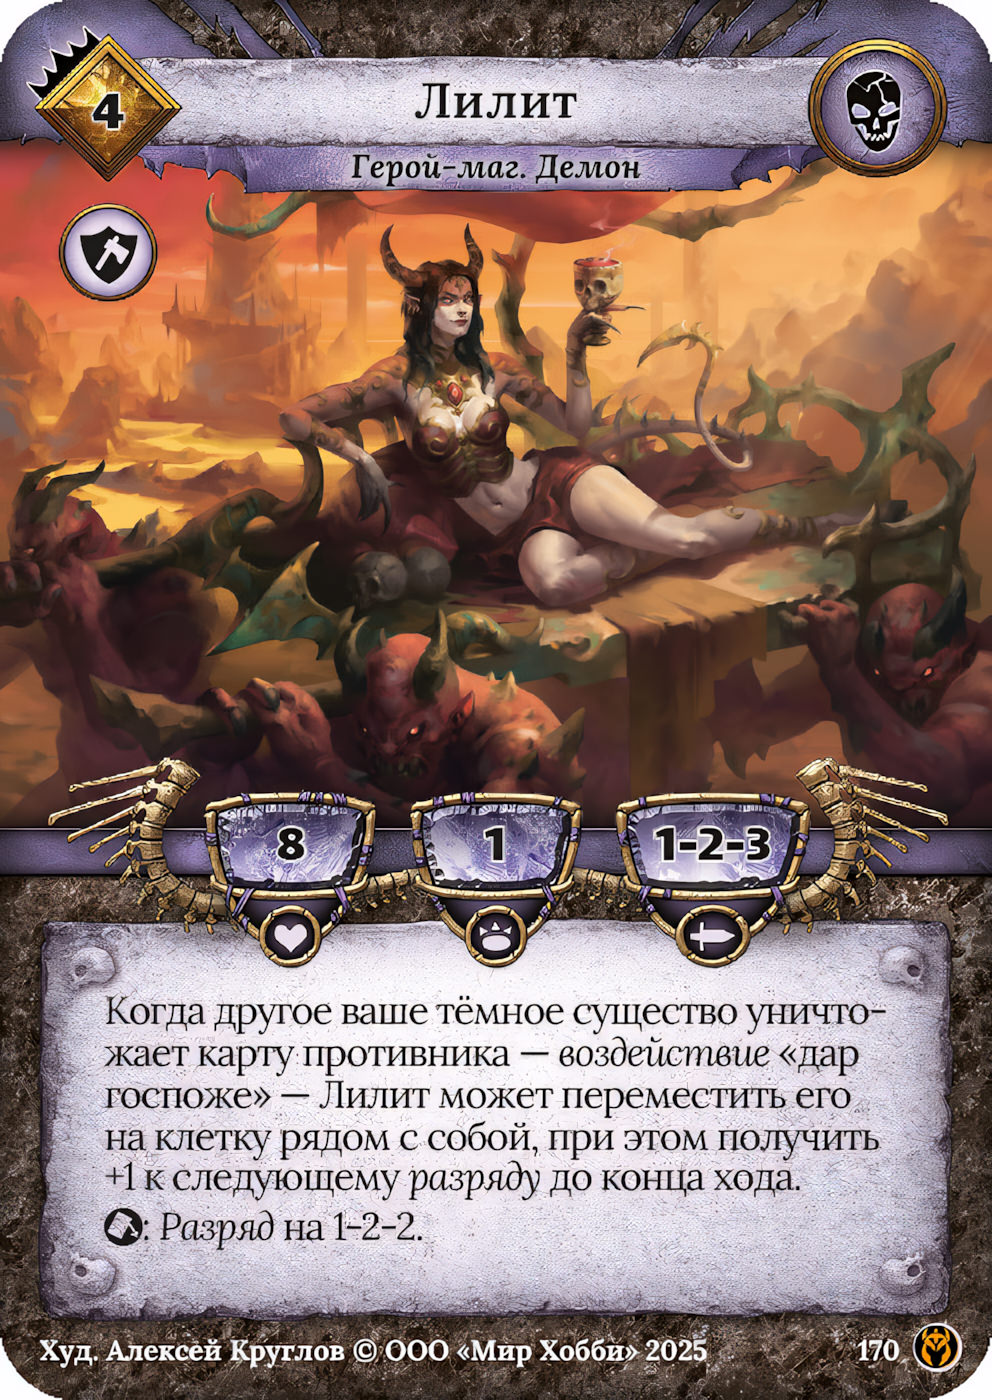 4
Лилит
Герой-маг. Демон
8
1
1-2-3
Когда другое ваше тёмное существо уничто-
жает карту противника — воздействие «дар
госпоже» — Лилит может переместить его
на клетку рядом с собой, при этом получить
+1 к следующему разряду до конца хода.
: Разряд на 1-2-2.
Худ. Алексей Круглов © ООО «Мир Хобби» 2025
170